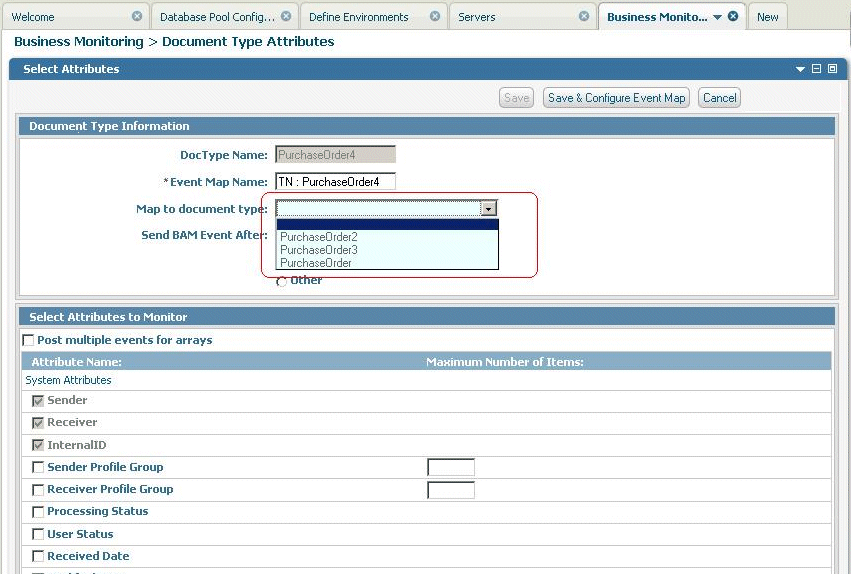 Welcome Database Pool Config... Define Environments Servers Business Monito... New
Business Monitoring > Document Type Attributes
Select Attributes
Save Save & Configure Event Map Cancel
Document Type Information
DocType Name: PurchaseOrder4
*Event Map Name: TN : PurchaseOrder4
Map to document type:
Send BAM Event After:
PurchaseOrder2
PurchaseOrder3
PurchaseOrder
Other
Select Attributes to Monitor
Post multiple events for arrays
Attribute Name: Maximum Number of Items:
System Attributes
Sender
Receiver
InternalID
Sender Profile Group
Receiver Profile Group
Processing Status
User Status
Received Date